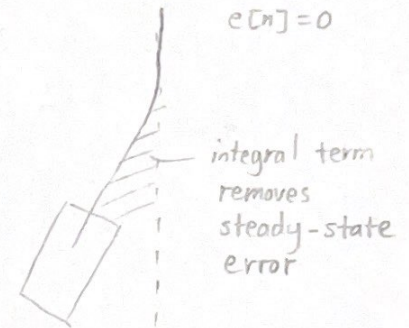 e[n]=0
integral term
removes
steady-state
error